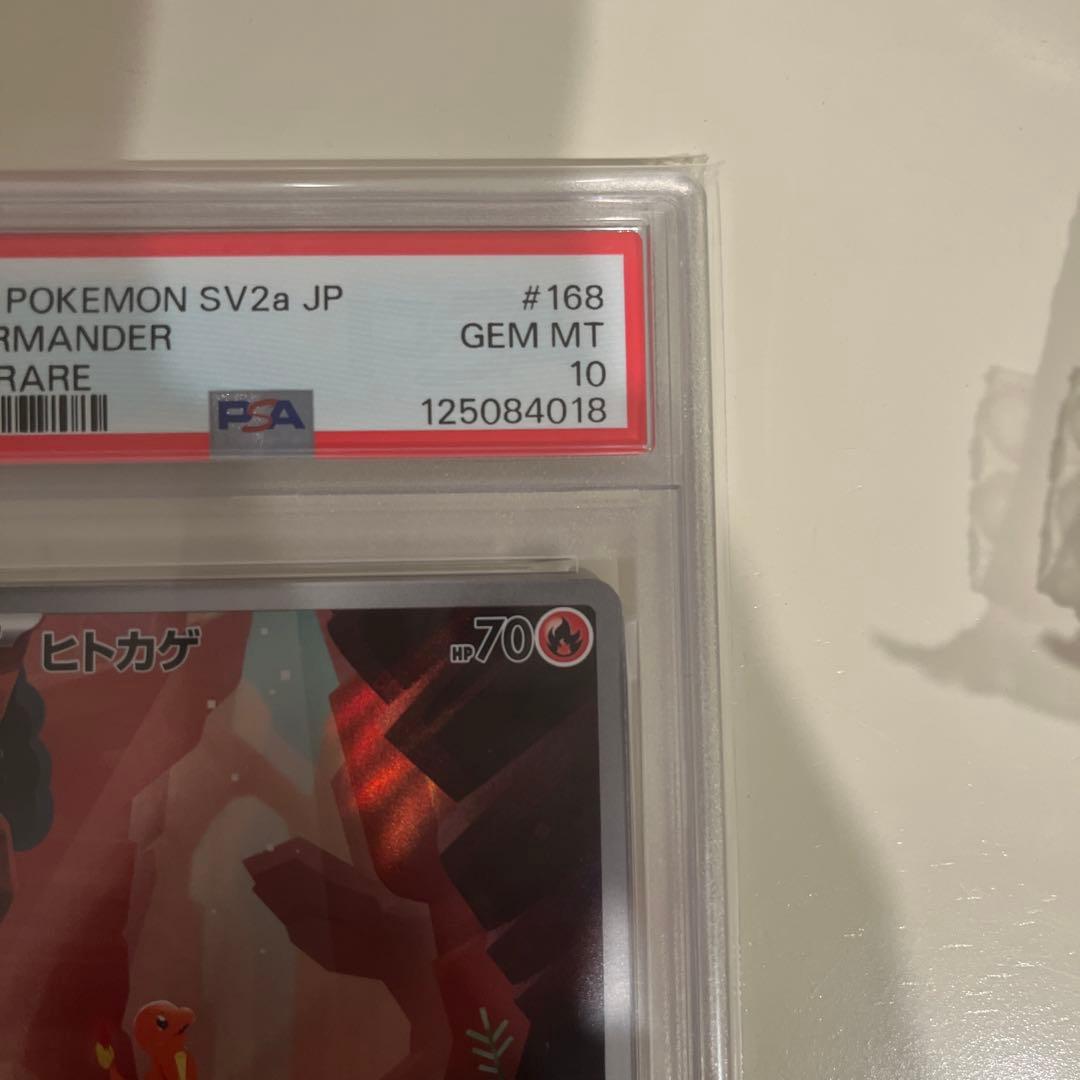 POKEMON SV2a JP #168
RMANDER GEM MT
RARE 10
PSA 125084018
ヒトカゲ HP70